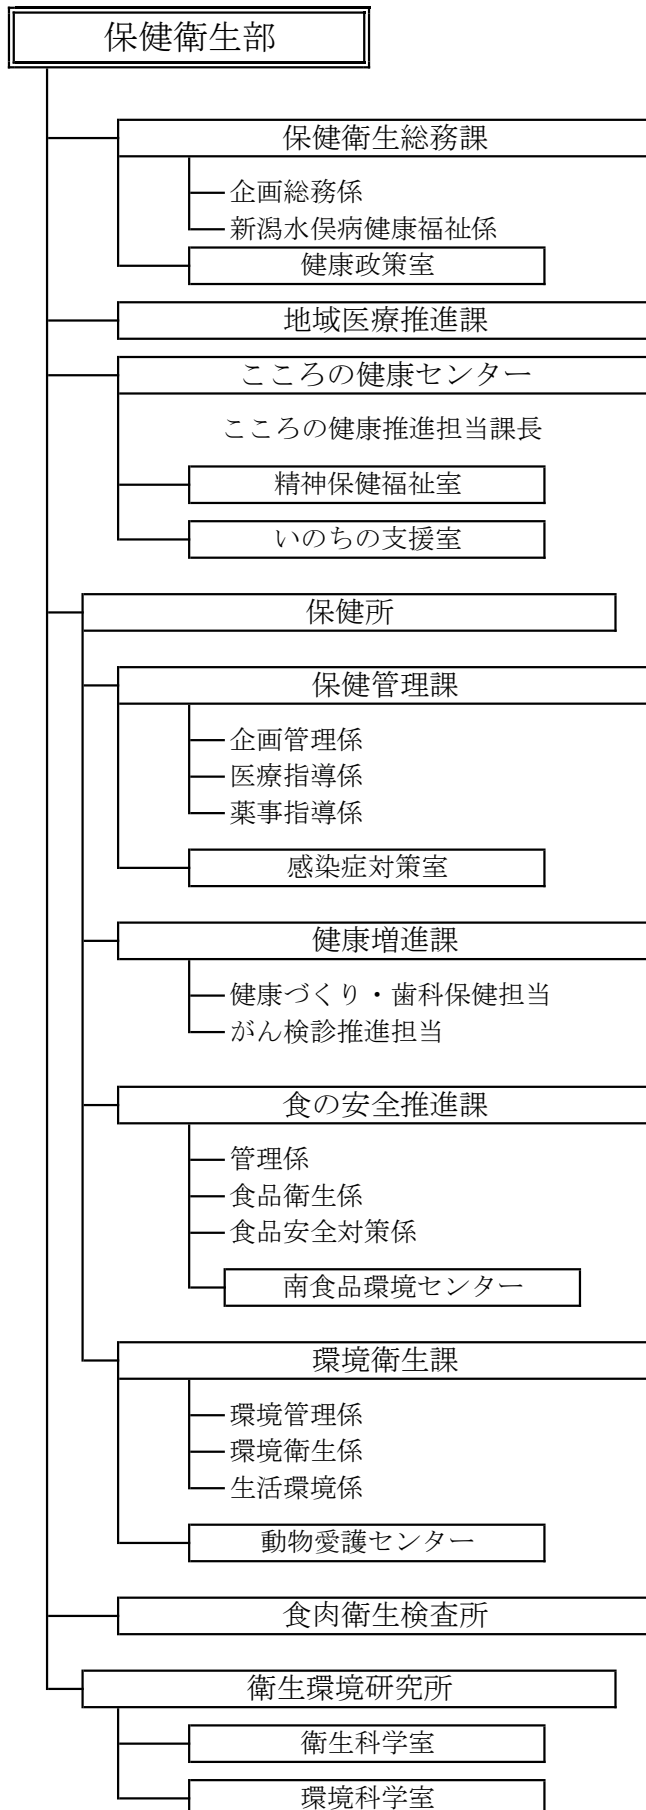 保健衛生部
保健衛生総務課
企画総務係
新潟水俣病健康福祉係
健康政策室
地域医療推進課
こころの健康センター
こころの健康推進担当課長
精神保健福祉室
いのちの支援室
保健所
保健管理課
企画管理係
医療指導係
薬事指導係
感染症対策室
健康増進課
健康づくり・歯科保健担当
がん検診推進担当
食の安全推進課
管理係
食品衛生係
食品安全対策係
南食品環境センター
環境衛生課
環境管理係
環境衛生係
生活環境係
動物愛護センター
食肉衛生検査所
衛生環境研究所
衛生科学室
環境科学室